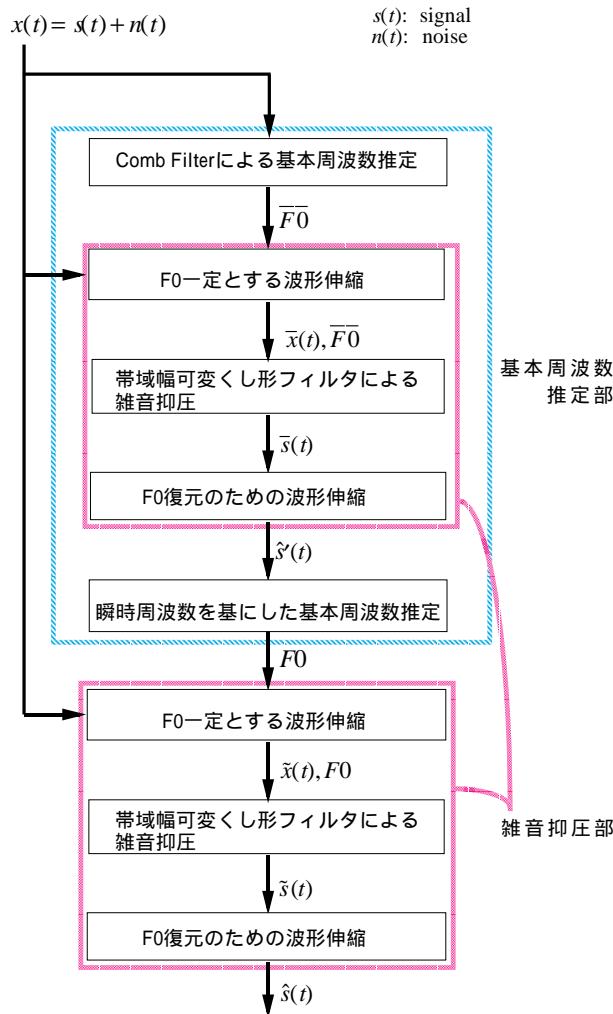 x(t) = s(t) + n(t)
s(t): signal
n(t): noise
Comb Filterによる基本周波数推定
F̅0̅
F0一定とする波形伸縮
x̅(t), F̅0̅
帯域幅可変くし形フィルタによる
雑音抑圧
s̅(t)
F0復元のための波形伸縮
ŝ′(t)
瞬時周波数を基にした基本周波数推定
基本周波数
推定部
F0
F0一定とする波形伸縮
x̃(t), F0
帯域幅可変くし形フィルタによる
雑音抑圧
雑音抑圧部
s̃(t)
F0復元のための波形伸縮
ŝ(t)